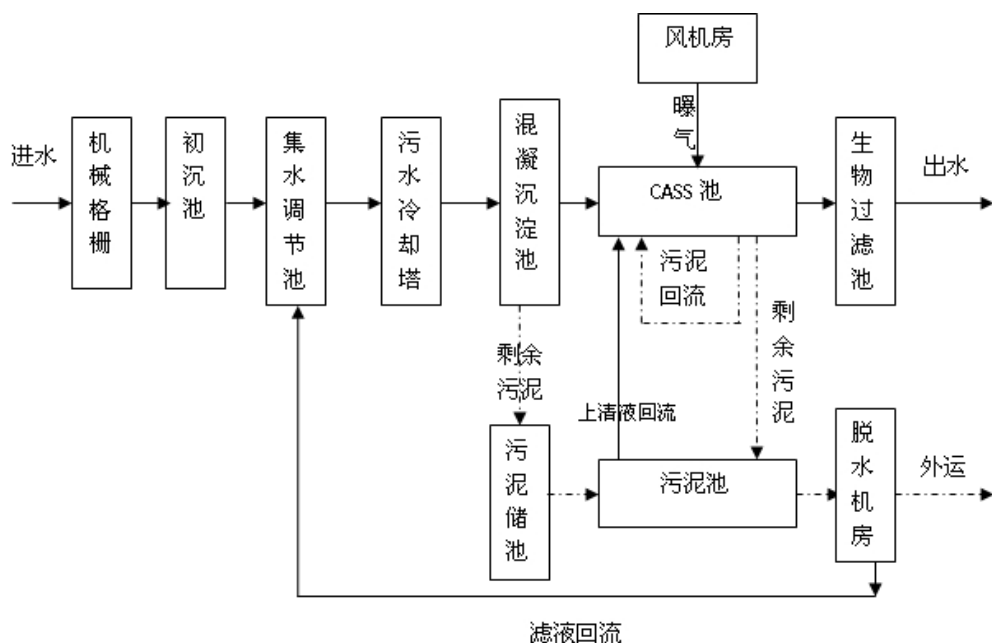 风机房
曝气
进水
机械格栅
初沉池
集水调节池
污水冷却塔
混凝沉淀池
CASS 池
生物过滤池
出水
污泥
回流
剩余污泥
剩余
污泥
上清液回流
污泥储池
污泥池
脱水机房
外运
滤液回流